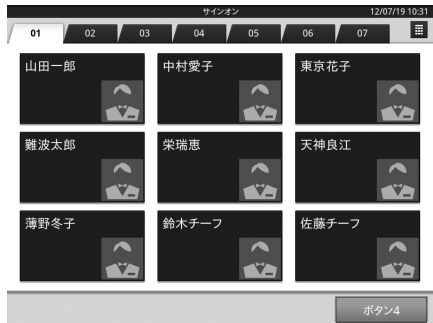 サインオン
12/07/19 10:31
01
02
03
04
05
06
07
山田一郎
中村愛子
東京花子
難波太郎
栄瑞恵
天神良江
薄野冬子
鈴木チーフ
佐藤チーフ
ボタン4